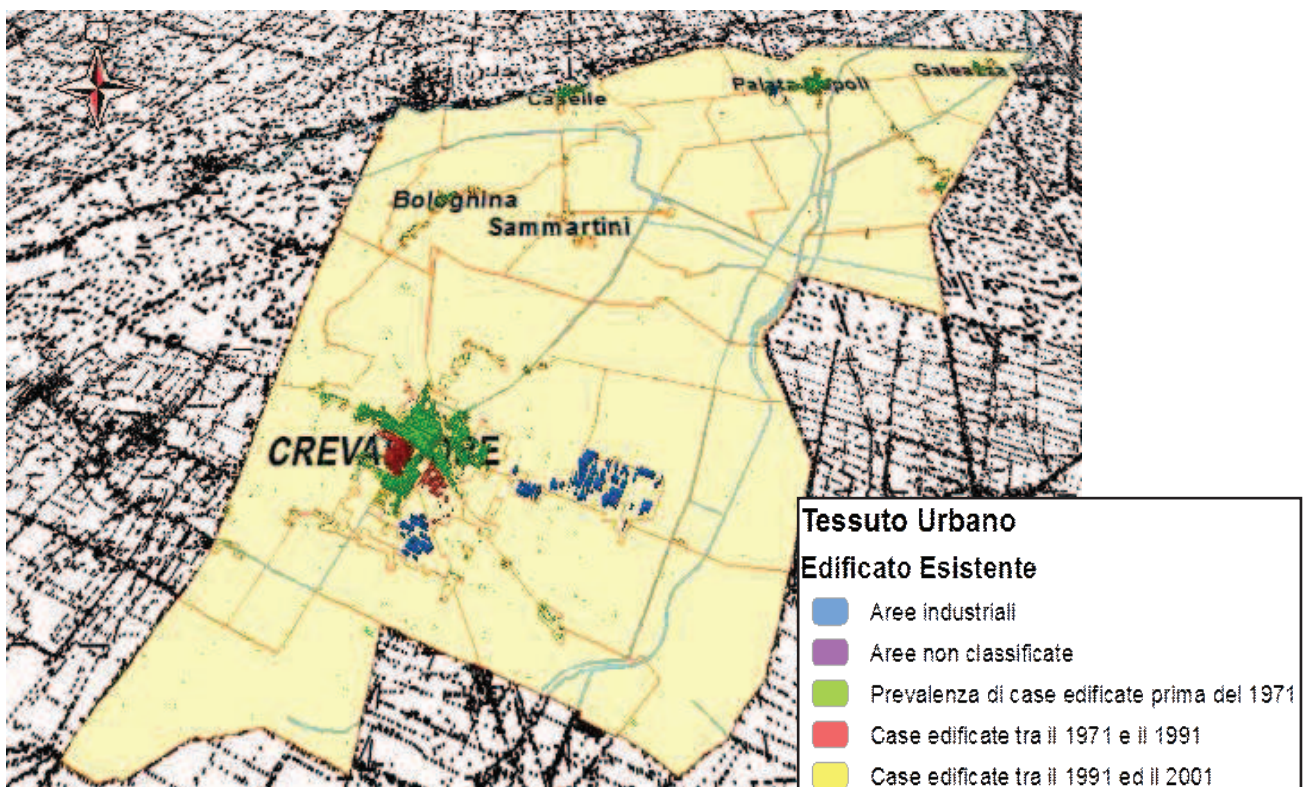 Caselle
Bologhina
Sammartini
Tessuto Urbano
Edificato Esistente
Aree industriali
Aree non classificate
Prevalenza di case edificate prima del 1971
Case edificate tra il 1971 e il 1991
Case edificate tra il 1991 ed il 2001